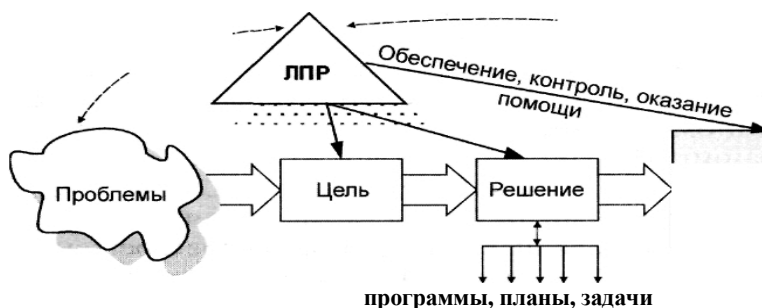 ЛПР
Обеспечение, контроль, оказание
помощи
Проблемы
Цель
Решение
программы, планы, задачи